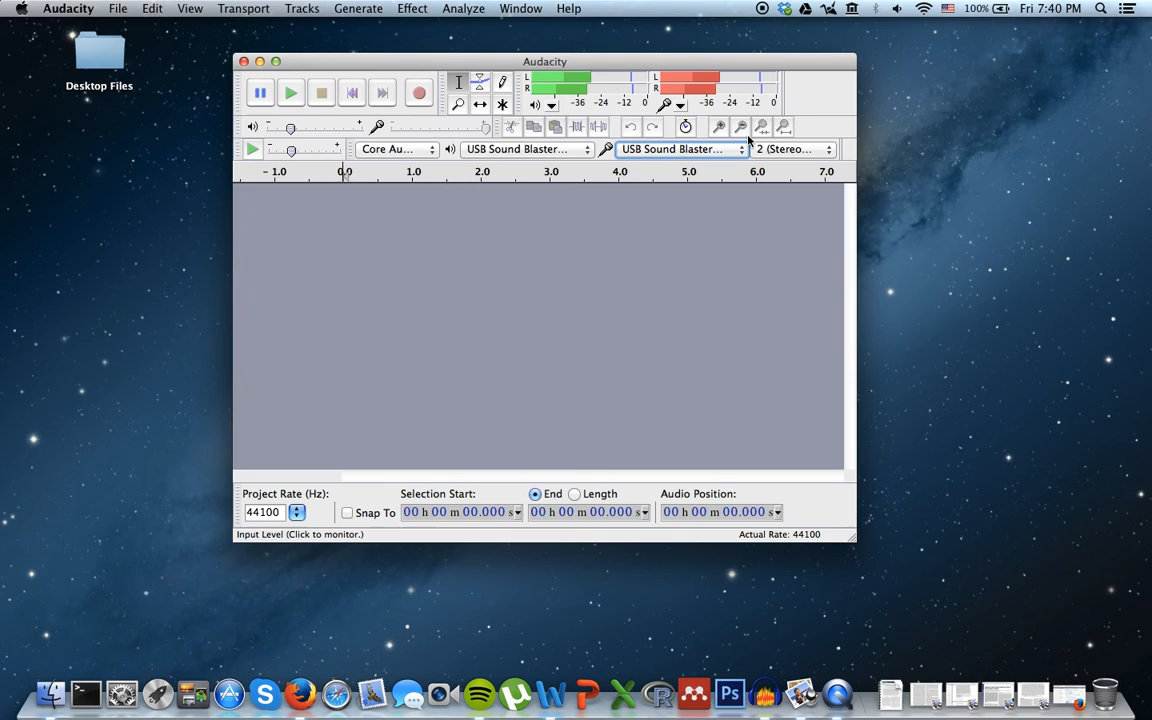 Audacity File Edit View Transport Tracks Generate Effect Analyze Window Help 100% Fri 7:40 PM
Desktop Files
Audacity
L L
R R
-36 -24 -12 0 -36 -24 -12 0
- + - +
- + Core Au... USB Sound Blaster... USB Sound Blaster... 2 (Stereo...
- 1.0 0.0 1.0 2.0 3.0 4.0 5.0 6.0 7.0
Project Rate (Hz): Selection Start: End Length Audio Position:
44100 Snap To 00 h 00 m 00.000 s 00 h 00 m 00.000 s 00 h 00 m 00.000 s
Input Level (Click to monitor.) Actual Rate: 44100
S W P X R Ps